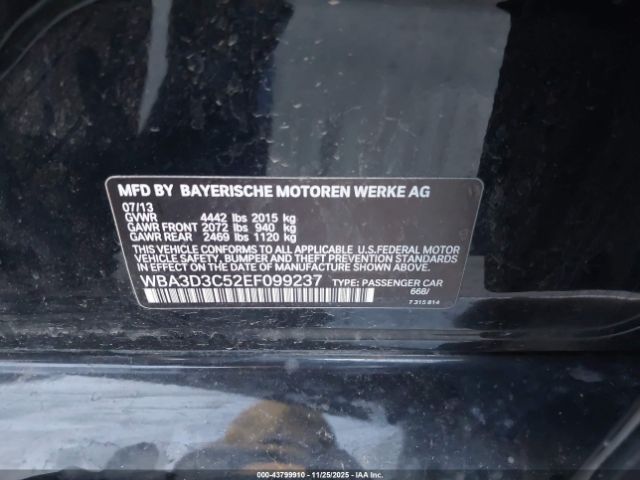 MFD BY BAYERISCHE MOTOREN WERKE AG
07/13
GVWR 4442 lbs 2015 kg
GAWR FRONT 2072 lbs 940 kg
GAWR REAR 2469 lbs 1120 kg
THIS VEHICLE CONFORMS TO ALL APPLICABLE U.S.FEDERAL MOTOR
VEHICLE SAFETY, BUMPER AND THEFT PREVENTION STANDARDS IN
EFFECT ON THE DATE OF MANUFACTURE SHOWN ABOVE.
WBA3D3C52EF099237 TYPE: PASSENGER CAR
668/
7 315 814
000-43799910 - 11/25/2025 - IAA Inc.